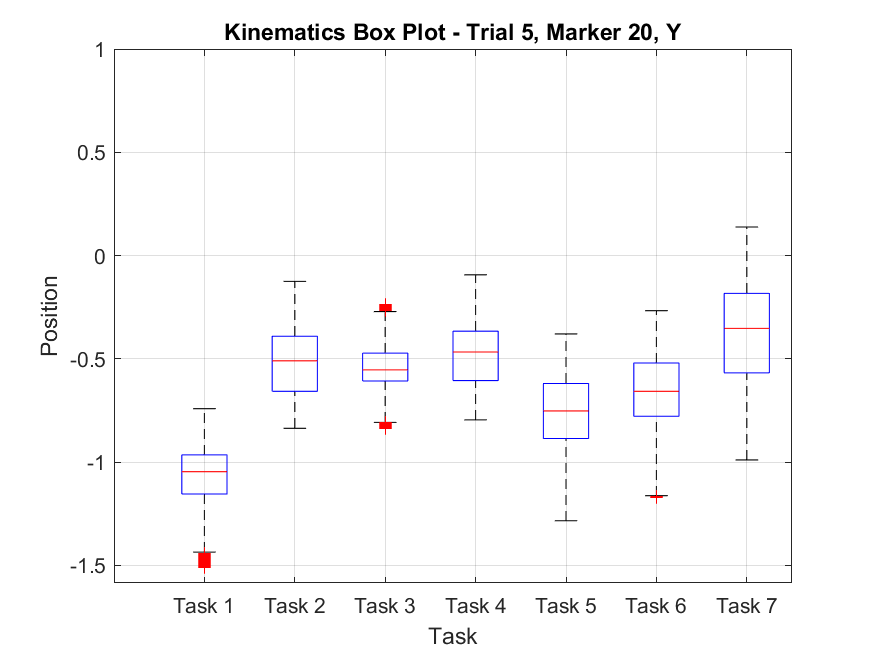 Kinematics Box Plot - Trial 5, Marker 20, Y
1
0.5
0
-0.5
-1
-1.5
Position
Task 1 Task 2 Task 3 Task 4 Task 5 Task 6 Task 7
Task